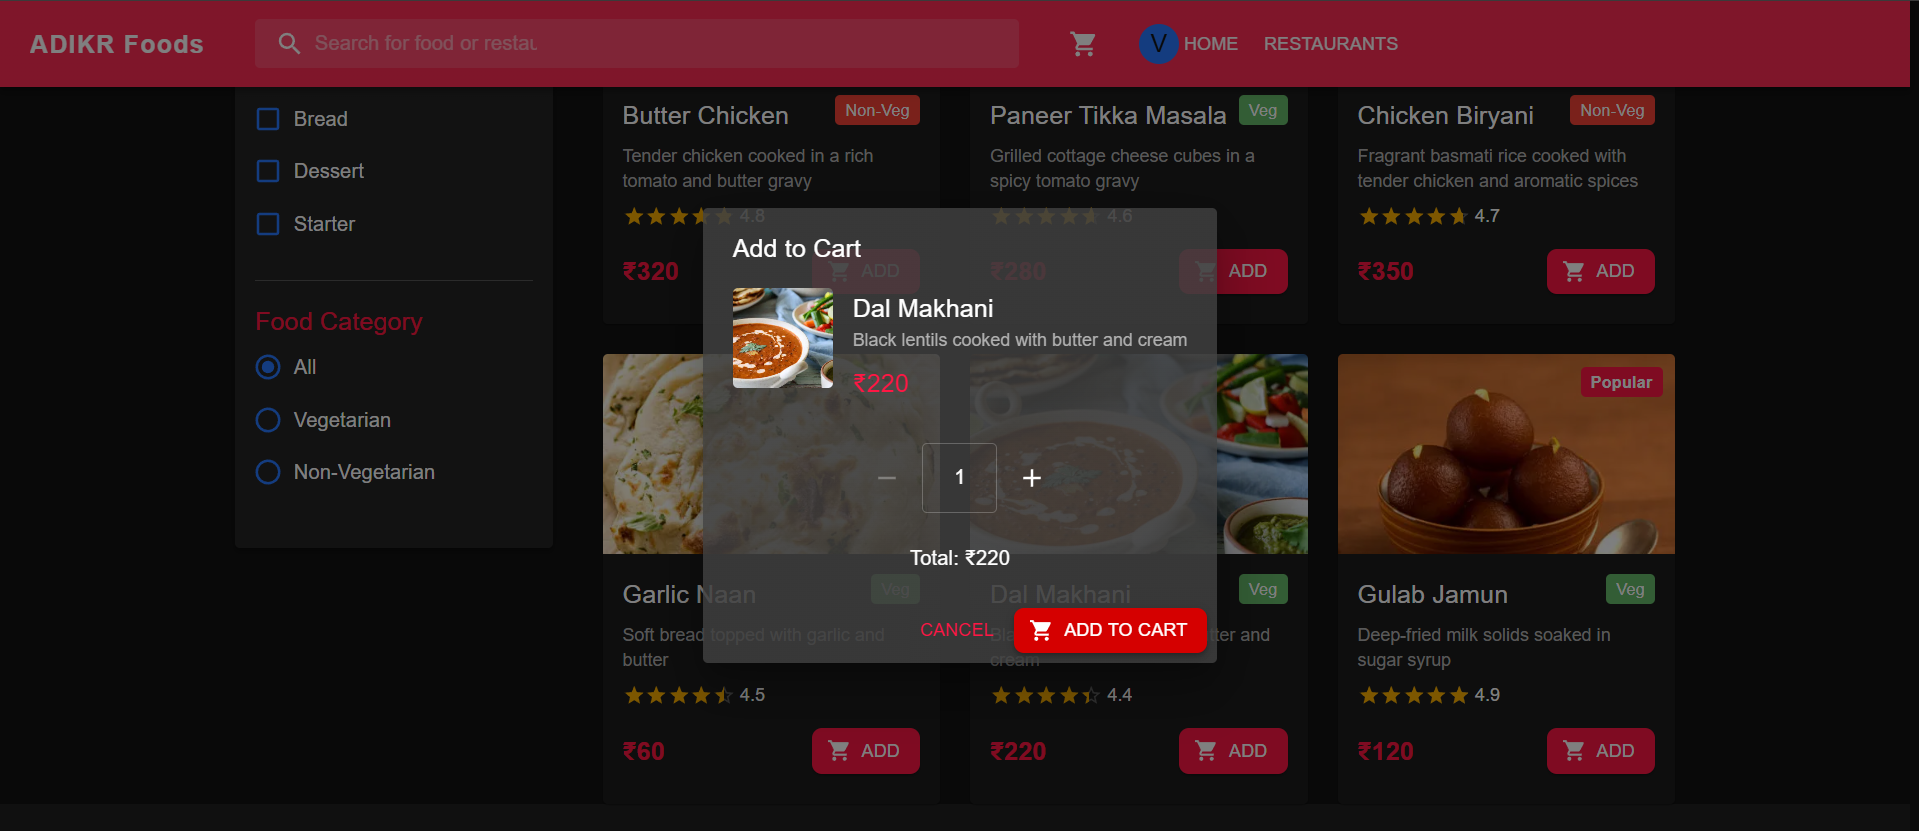 ADIKR Foods
Search for food or restau
V
HOME
RESTAURANTS
Bread
Dessert
Starter
Food Category
All
Vegetarian
Non-Vegetarian
Butter Chicken
Non-Veg
Tender chicken cooked in a rich
tomato and butter gravy
4.8
₹320
ADD
Paneer Tikka Masala
Veg
Grilled cottage cheese cubes in a
spicy tomato gravy
4.6
₹280
ADD
Chicken Biryani
Non-Veg
Fragrant basmati rice cooked with
tender chicken and aromatic spices
4.7
₹350
ADD
Add to Cart
Dal Makhani
Black lentils cooked with butter and cream
₹220
1
Total: ₹220
CANCEL
ADD TO CART
Garlic Naan
Veg
Soft bread topped with garlic and
butter
4.5
₹60
ADD
Dal Makhani
Veg
tter and
cream
4.4
₹220
ADD
Popular
Gulab Jamun
Veg
Deep-fried milk solids soaked in
sugar syrup
4.9
₹120
ADD